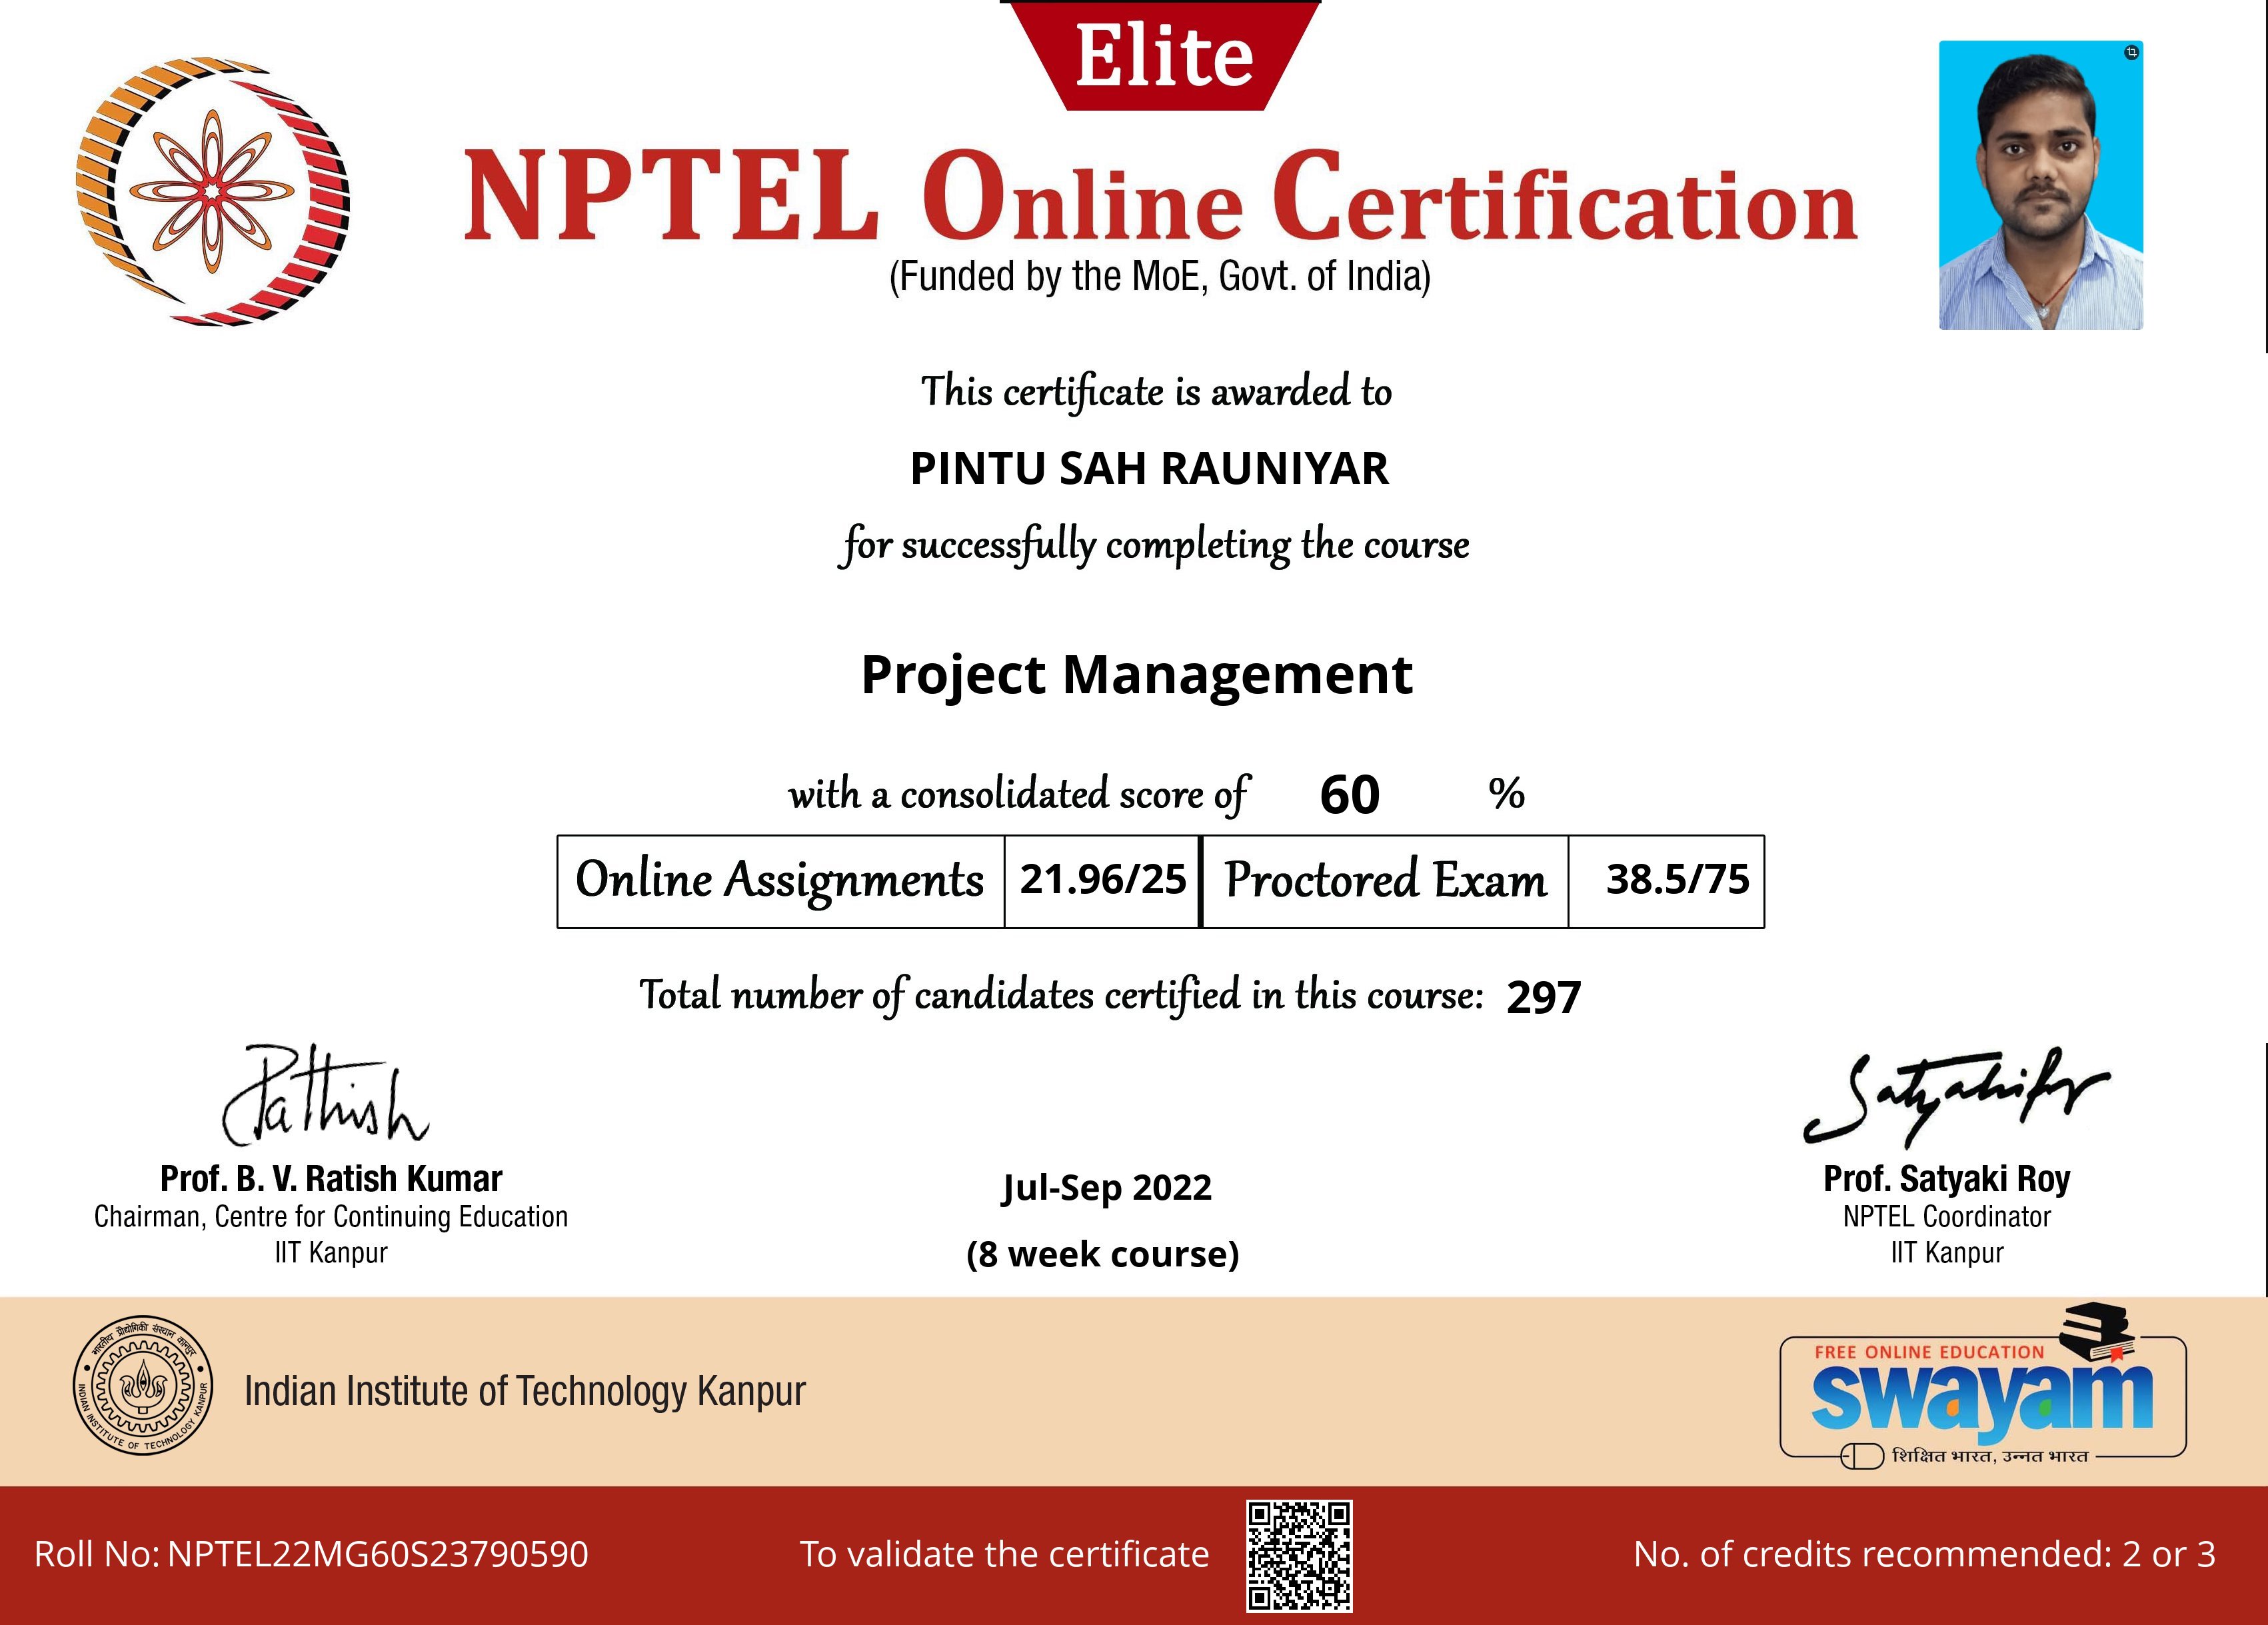 Elite
NPTEL Online Certification
(Funded by the MoE, Govt. of India)
This certificate is awarded to
PINTU SAH RAUNIYAR
for successfully completing the course
Project Management
with a consolidated score of 60 %
Online Assignments 21.96/25 Proctored Exam 38.5/75
Total number of candidates certified in this course: 297
Prof. B. V. Ratish Kumar
Chairman, Centre for Continuing Education
IIT Kanpur
Jul-Sep 2022
(8 week course)
Prof. Satyaki Roy
NPTEL Coordinator
IIT Kanpur
भारतीय प्रौद्योगिकी संस्थान कानपुर
INDIAN INSTITUTE OF TECHNOLOGY KANPUR
Indian Institute of Technology Kanpur
FREE ONLINE EDUCATION
swayam
शिक्षित भारत, उन्नत भारत
Roll No: NPTEL22MG60S23790590
To validate the certificate
No. of credits recommended: 2 or 3